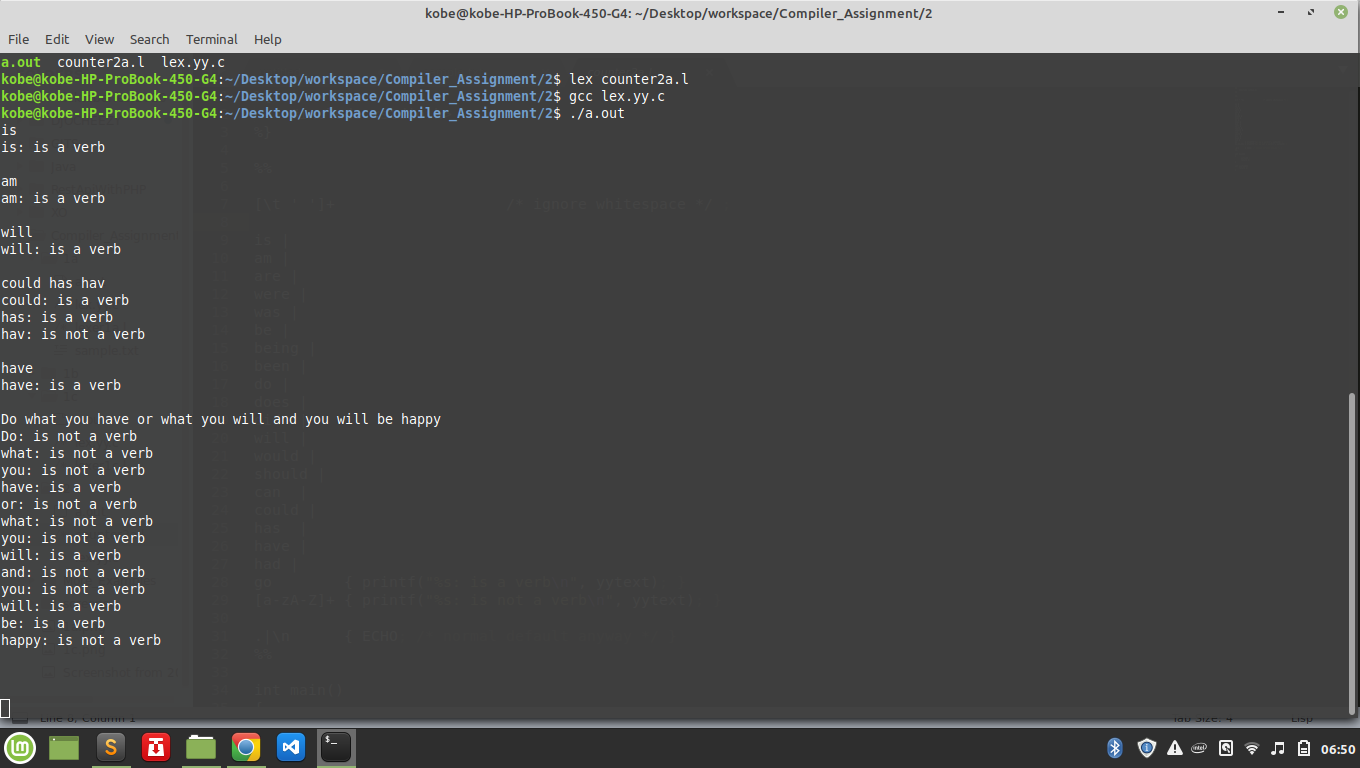 kobe@kobe-HP-ProBook-450-G4: ~/Desktop/workspace/Compiler_Assignment/2
File Edit View Search Terminal Help
a.out counter2a.l lex.yy.c
kobe@kobe-HP-ProBook-450-G4:~/Desktop/workspace/Compiler_Assignment/2$ lex counter2a.l
kobe@kobe-HP-ProBook-450-G4:~/Desktop/workspace/Compiler_Assignment/2$ gcc lex.yy.c
kobe@kobe-HP-ProBook-450-G4:~/Desktop/workspace/Compiler_Assignment/2$ ./a.out
is
is: is a verb
am
am: is a verb
will
will: is a verb
could has hav
could: is a verb
has: is a verb
hav: is not a verb
have
have: is a verb
Do what you have or what you will and you will be happy
Do: is not a verb
what: is not a verb
you: is not a verb
have: is a verb
or: is not a verb
what: is not a verb
you: is not a verb
will: is a verb
and: is not a verb
you: is not a verb
will: is a verb
be: is a verb
happy: is not a verb
06:50